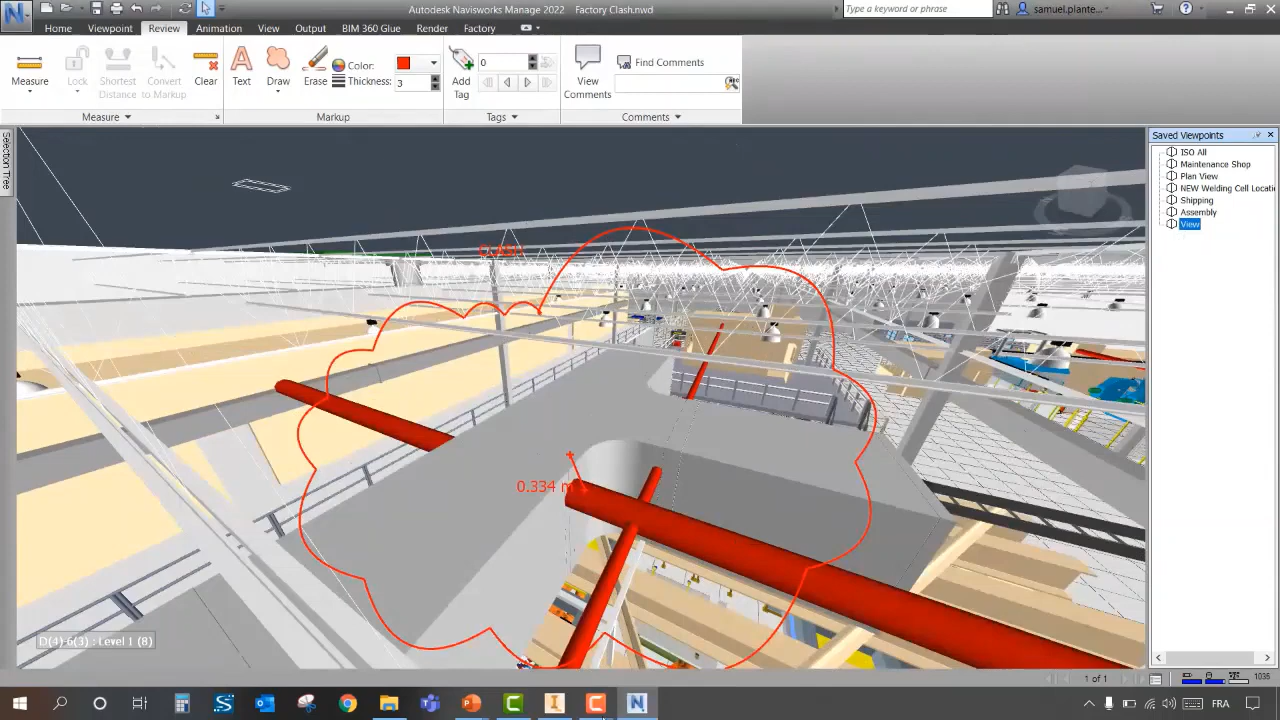 Autodesk Navisworks Manage 2022 Factory Clash.nwd
Type a keyword or phrase
samuel.plante...
Home Viewpoint Review Animation View Output BIM 360 Glue Render Factory
Measure
Lock
Shortest
Distance
Convert
to Markup
Clear
Text
Draw
Erase
Color:
Thickness: 3
Add
Tag
0
View
Comments
Find Comments
Measure
Markup
Tags
Comments
Selection Tree
Saved Viewpoints
ISO All
Maintenance Shop
Plan View
NEW Welding Cell Locati
Shipping
Assembly
View
CLASH
0.334 m
D(4)-6(3) : Level 1 (8)
1 of 1
1036
FRA